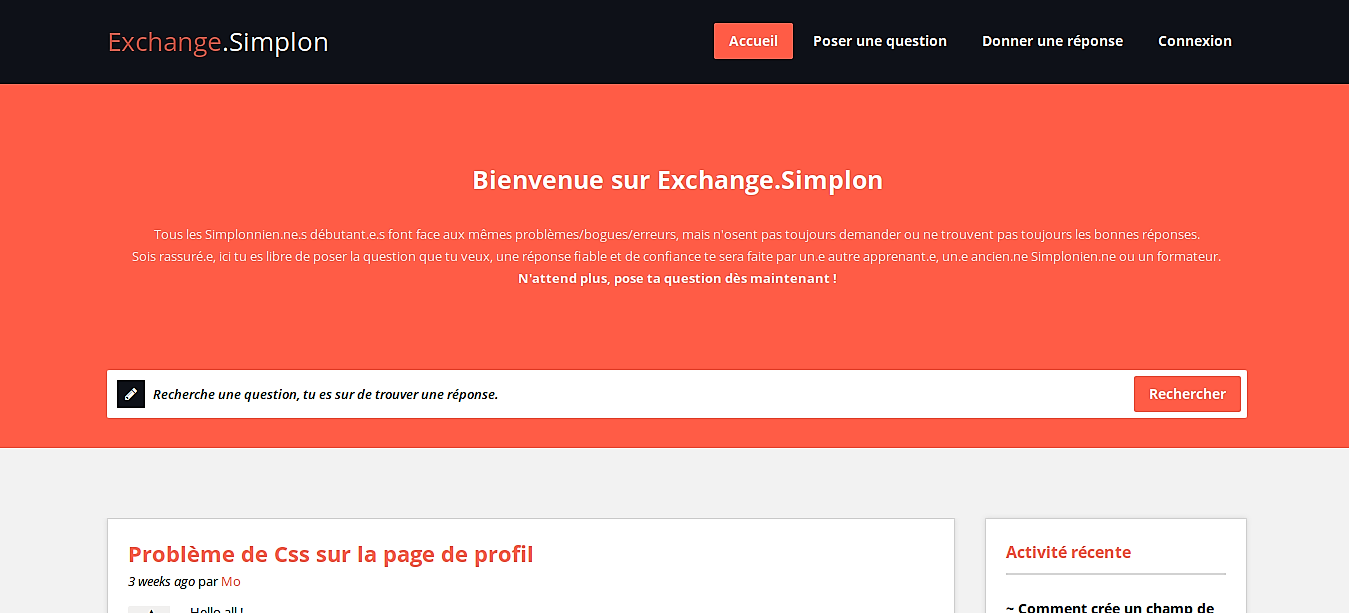 Exchange.Simplon
Accueil
Poser une question
Donner une réponse
Connexion
Bienvenue sur Exchange.Simplon
Tous les Simplonnien.ne.s débutant.e.s font face aux mêmes problèmes/bogues/erreurs, mais n'osent pas toujours demander ou ne trouvent pas toujours les bonnes réponses.
Sois rassuré.e, ici tu es libre de poser la question que tu veux, une réponse fiable et de confiance te sera faite par un.e autre apprenant.e, un.e ancien.ne Simplonien.ne ou un formateur.
N'attend plus, pose ta question dès maintenant !
Recherche une question, tu es sur de trouver une réponse.
Rechercher
Problème de Css sur la page de profil
3 weeks ago par Mo
Hello all !
Activité récente
~ Comment crée un champ de